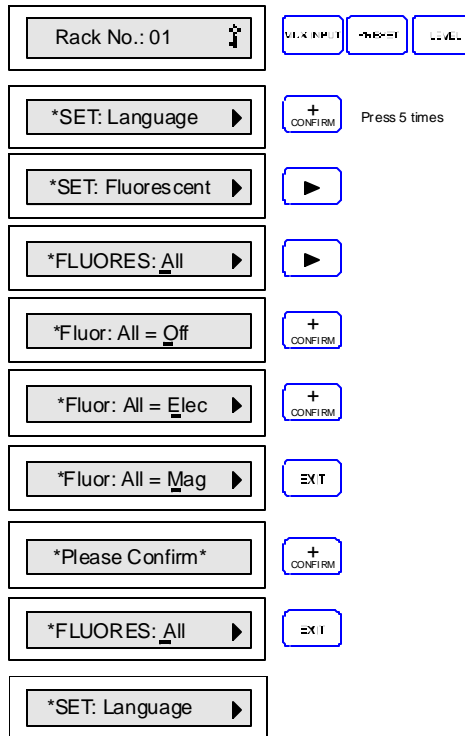 Rack No.: 01
INPUT
LEVEL
*SET: Language
+
CONFIRM
Press 5 times
*SET: Fluorescent
*FLUORES: All
*Fluor: All = Off
+
CONFIRM
*Fluor: All = Elec
+
CONFIRM
*Fluor: All = Mag
EXIT
*Please Confirm*
+
CONFIRM
*FLUORES: All
EXIT
*SET: Language